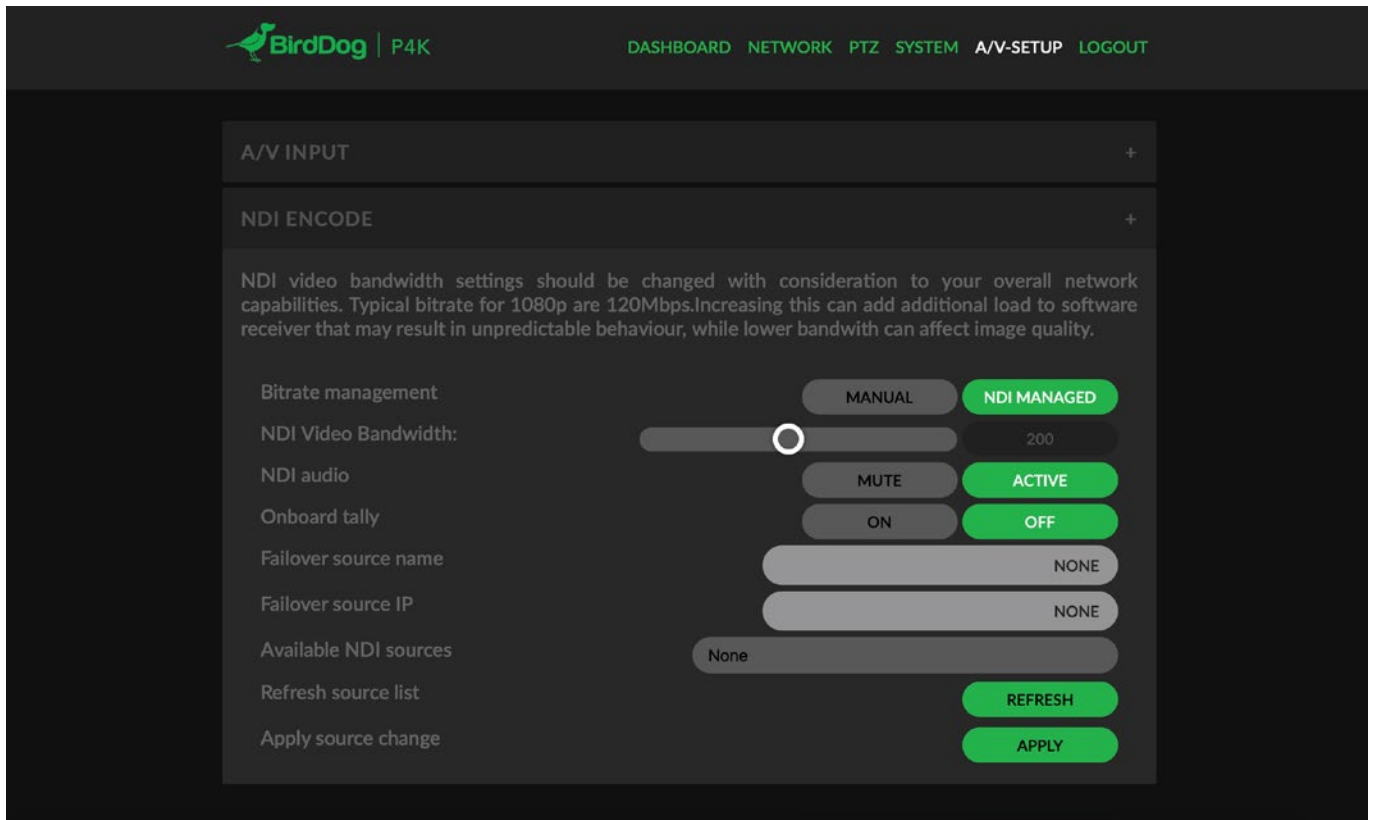 BirdDog | P4K
DASHBOARD NETWORK PTZ SYSTEM A/V-SETUP LOGOUT
A/V INPUT +
NDI ENCODE +
NDI video bandwidth settings should be changed with consideration to your overall network
capabilities. Typical bitrate for 1080p are 120Mbps.Increasing this can add additional load to software
receiver that may result in unpredictable behaviour, while lower bandwith can affect image quality.
Bitrate management MANUAL NDI MANAGED
NDI Video Bandwidth: 200
NDI audio MUTE ACTIVE
Onboard tally ON OFF
Failover source name NONE
Failover source IP NONE
Available NDI sources None
Refresh source list REFRESH
Apply source change APPLY